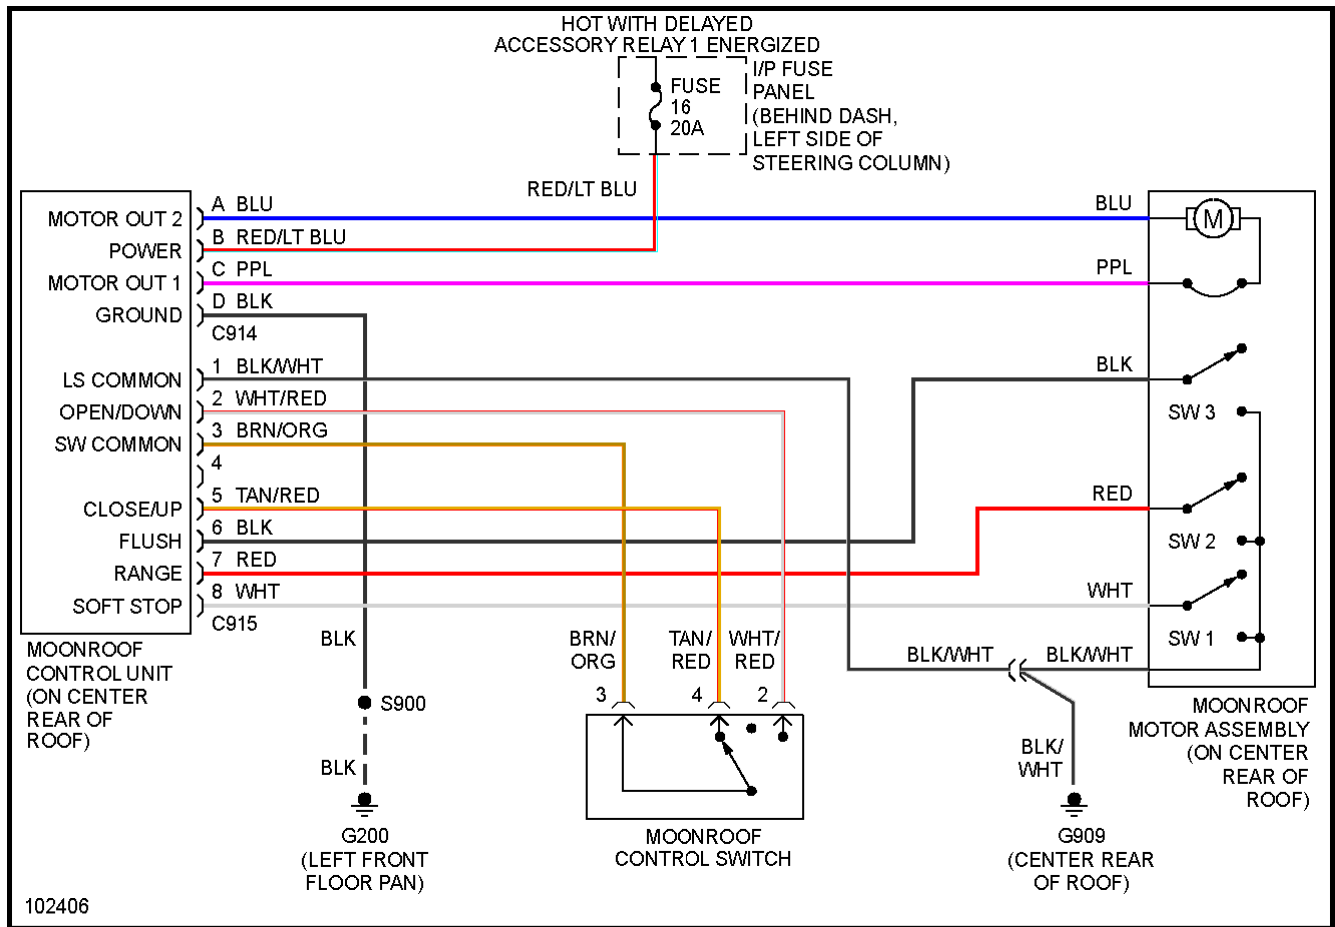 HOT WITH DELAYED
ACCESSORY RELAY 1 ENERGIZED
FUSE
16
20A
I/P FUSE
PANEL
(BEHIND DASH,
LEFT SIDE OF
STEERING COLUMN)
RED/LT BLU
MOTOR OUT 2
A BLU
BLU
M
POWER
B RED/LT BLU
MOTOR OUT 1
C PPL
PPL
GROUND
D BLK
C914
LS COMMON
1 BLK/WHT
BLK
OPEN/DOWN
2 WHT/RED
SW 3
SW COMMON
3 BRN/ORG
4
CLOSE/UP
5 TAN/RED
RED
FLUSH
6 BLK
SW 2
RANGE
7 RED
SOFT STOP
8 WHT
WHT
C915
SW 1
MOONROOF
CONTROL UNIT
(ON CENTER
REAR OF
ROOF)
BLK
S900
BLK
G200
(LEFT FRONT
FLOOR PAN)
BRN/
ORG
3
TAN/
RED
4
WHT/
RED
2
MOONROOF
CONTROL SWITCH
BLK/WHT
BLK/WHT
BLK/
WHT
G909
(CENTER REAR
OF ROOF)
MOONROOF
MOTOR ASSEMBLY
(ON CENTER
REAR OF
ROOF)
102406